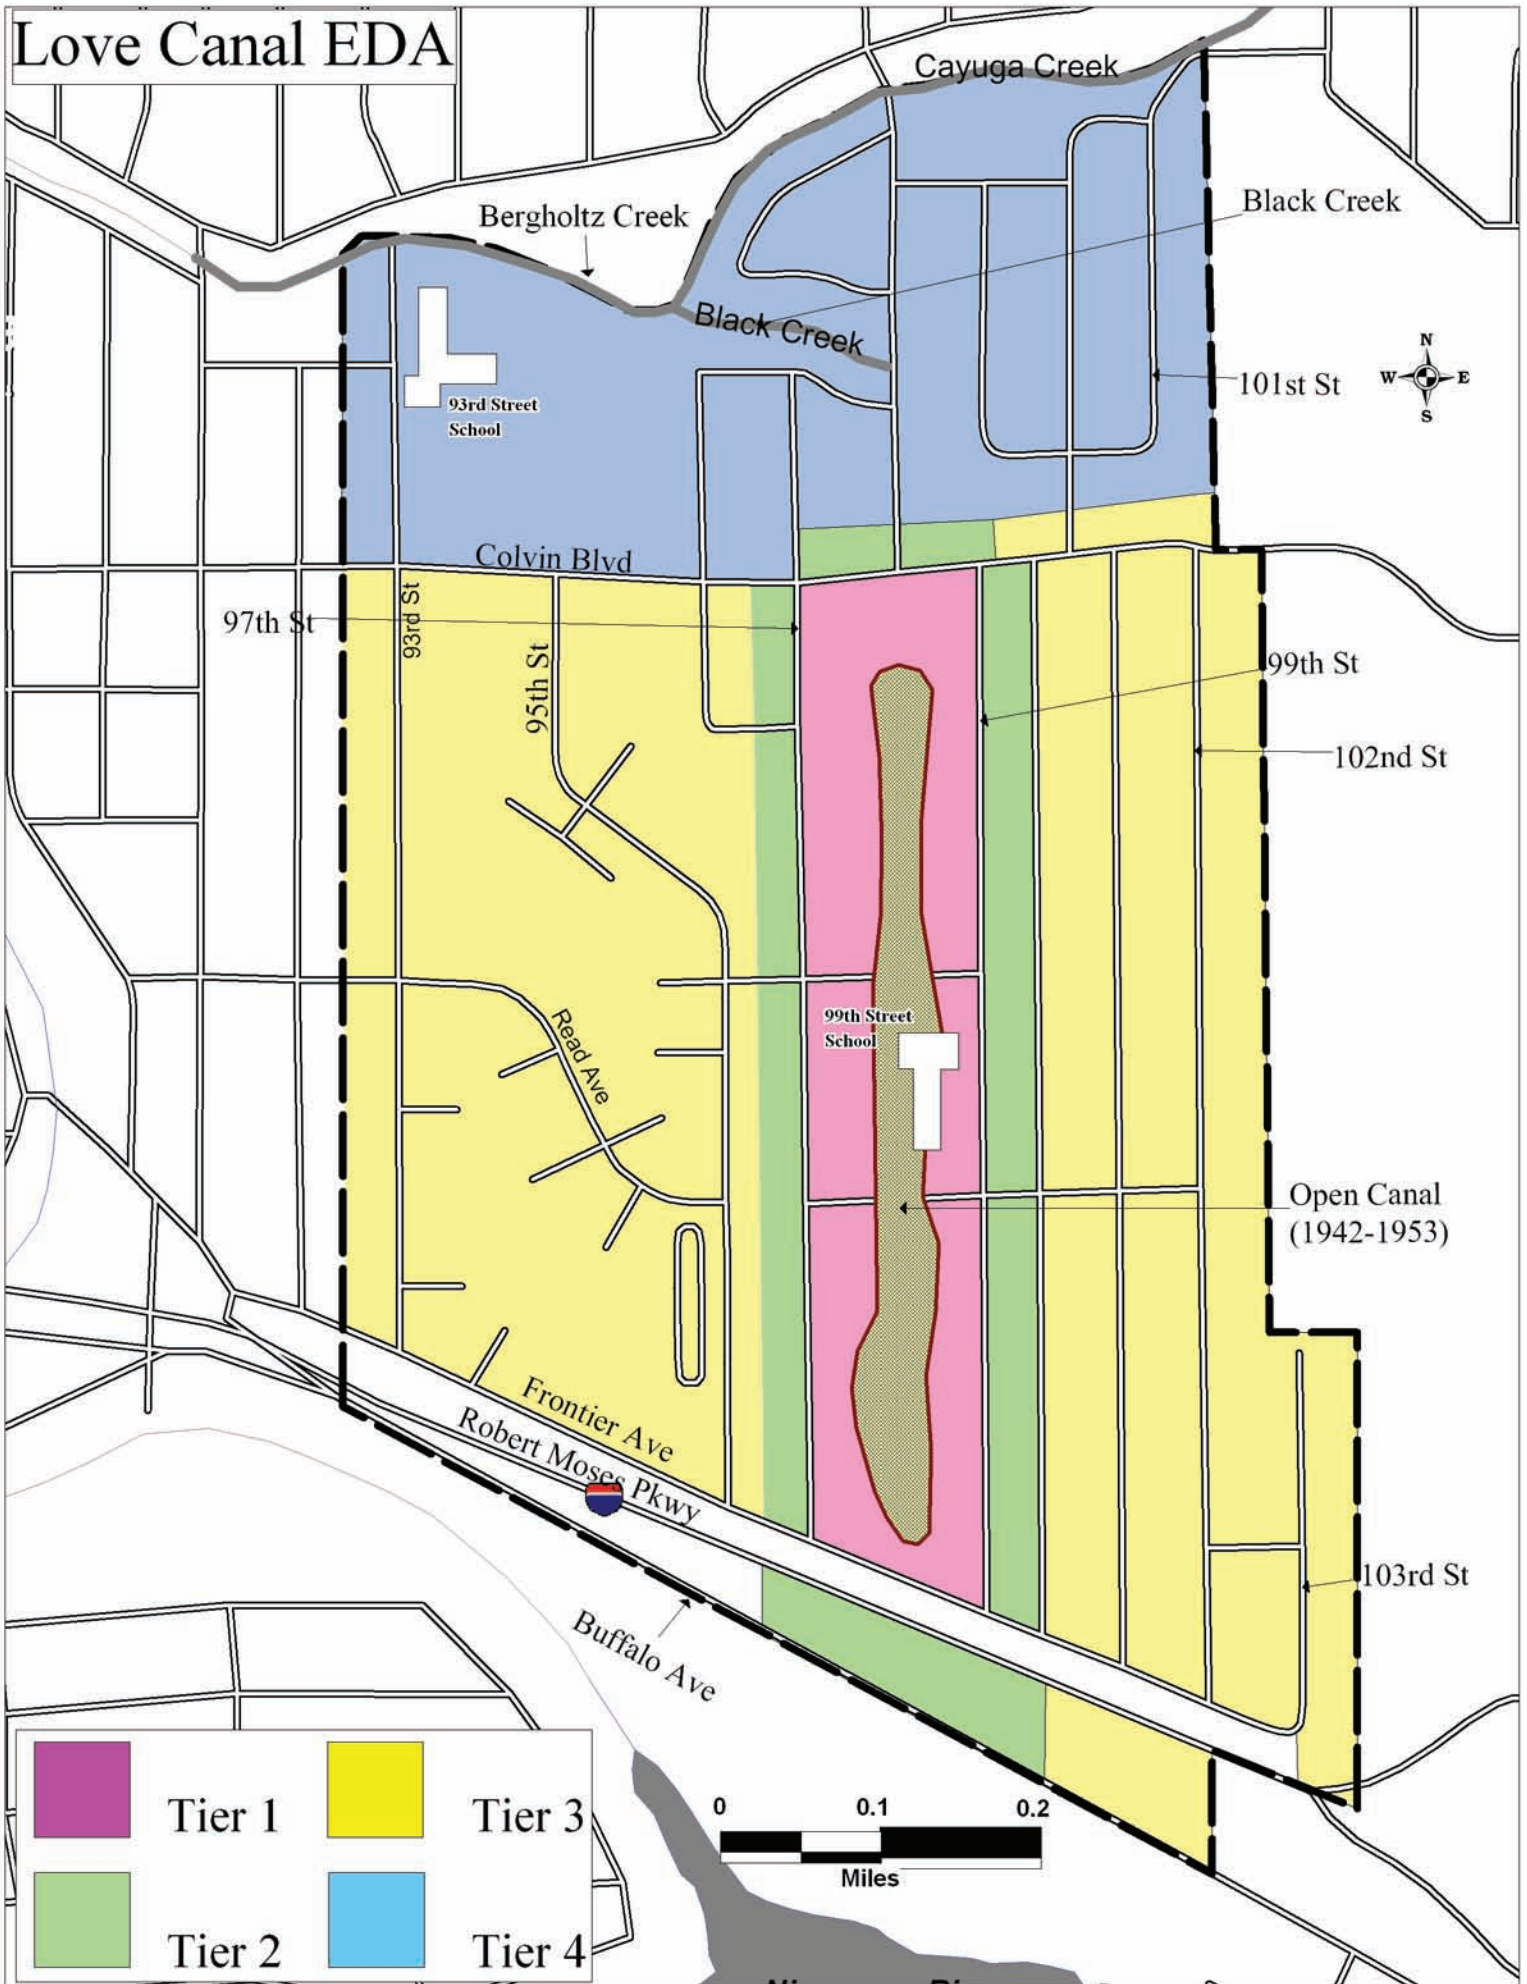 Love Canal EDA
Cayuga Creek
Bergholtz Creek
Black Creek
Black Creek
N
W E
S
101st St
93rd Street
School
Colvin Blvd
97th St
93rd St
95th St
99th St
102nd St
99th Street
School
Read Ave
Open Canal
(1942-1953)
Frontier Ave
Robert Moses Pkwy
103rd St
Buffalo Ave
Tier 1
Tier 3
Tier 2
Tier 4
0 0.1 0.2
Miles